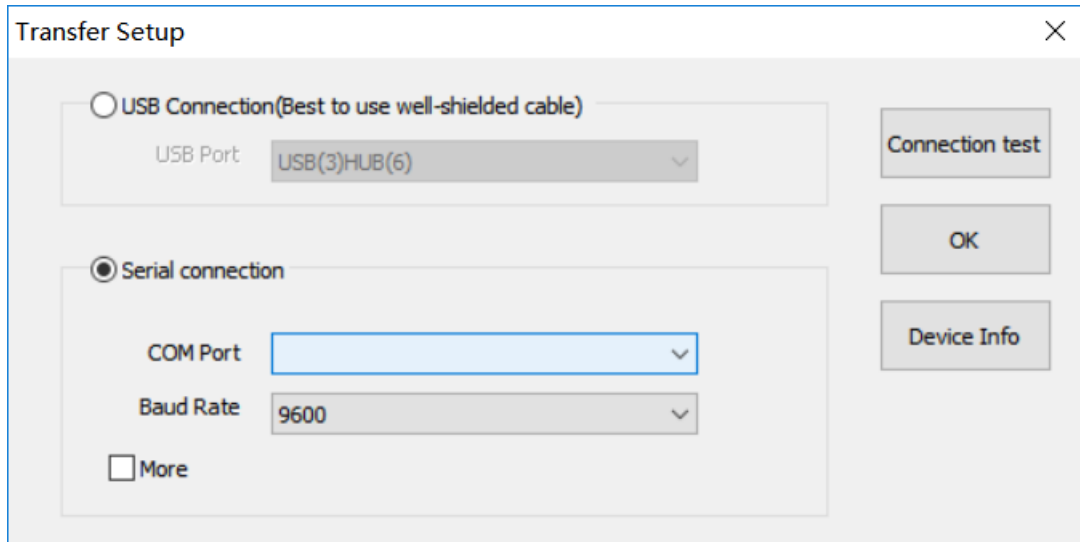 Transfer Setup
USB Connection(Best to use well-shielded cable)
USB Port
USB(3)HUB(6)
Connection test
OK
Serial connection
Device Info
COM Port
Baud Rate
9600
More